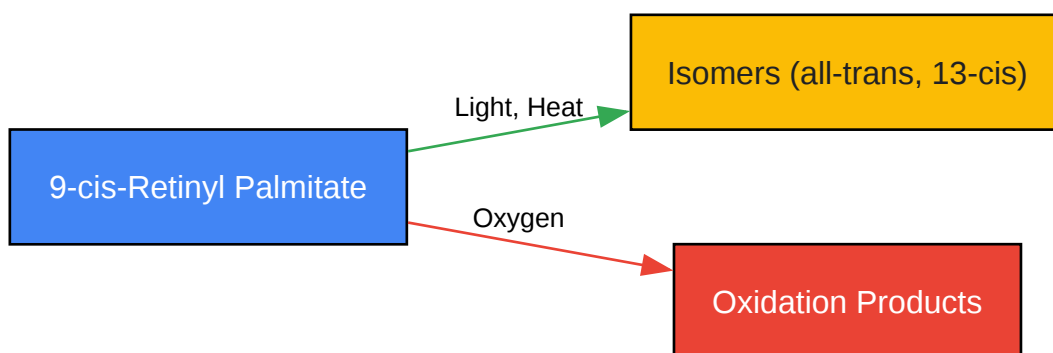 Isomers (all-trans, 13-cis)
Light, Heat
9-cis-Retinyl Palmitate
Oxygen
Oxidation Products